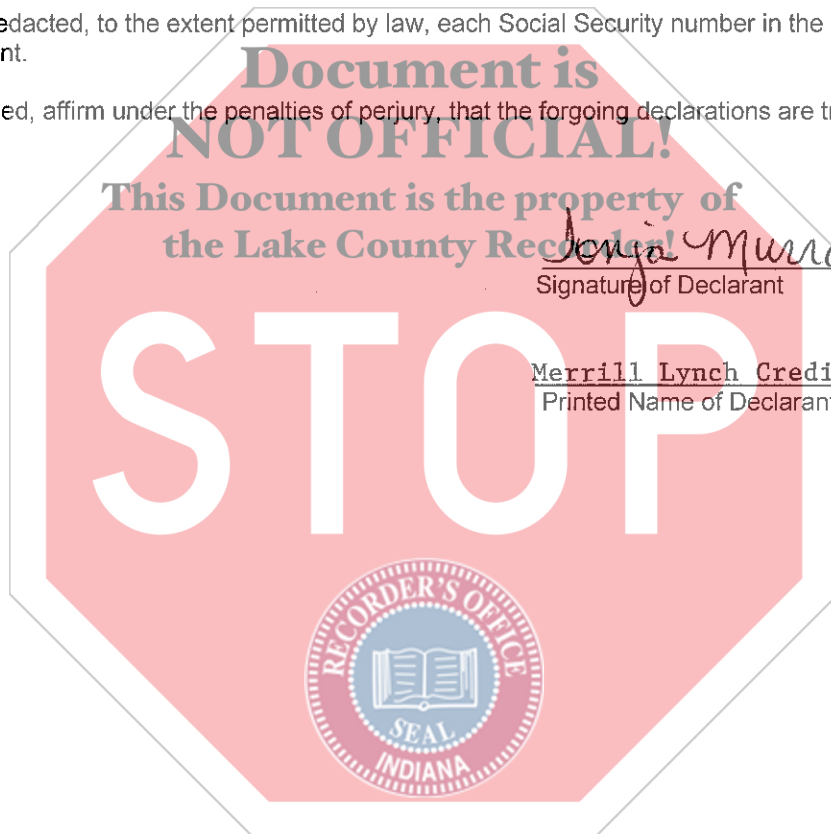 edacted, to the extent permitted by law, each Social Security number in the
nt.
Document is
ed, affirm under the penalties of perjury, that the forgoing declarations are tr
NOT OFFICIAL!
This Document is the property of
the Lake County Recorder!
Sonja Murr
Signature of Declarant
Merrill Lynch Credi
Printed Name of Declarant
STOP
RECORDER'S OFFICE
SEAL
INDIANA